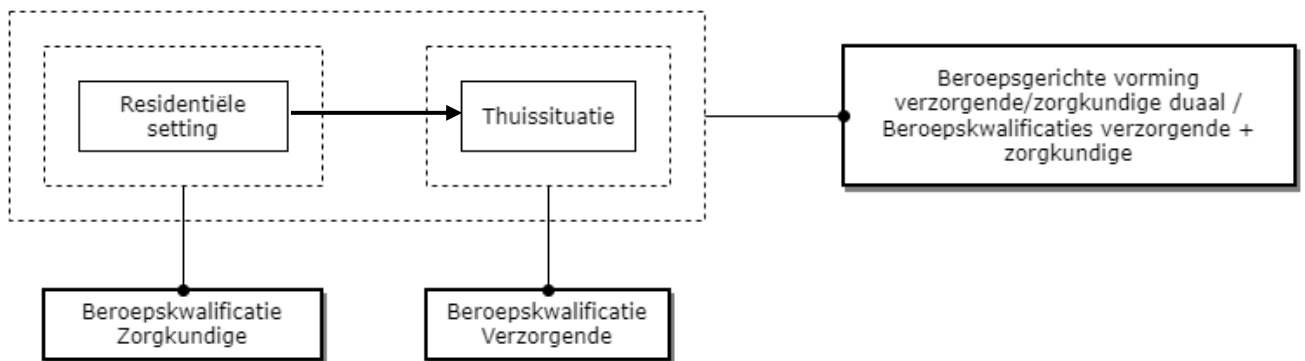 Residentiële
setting
Thuissituatie
Beroepsgerichte vorming
verzorgende/zorgkundige duaal /
Beroepskwalificaties verzorgende +
zorgkundige
Beroepskwalificatie
Zorgkundige
Beroepskwalificatie
Verzorgende